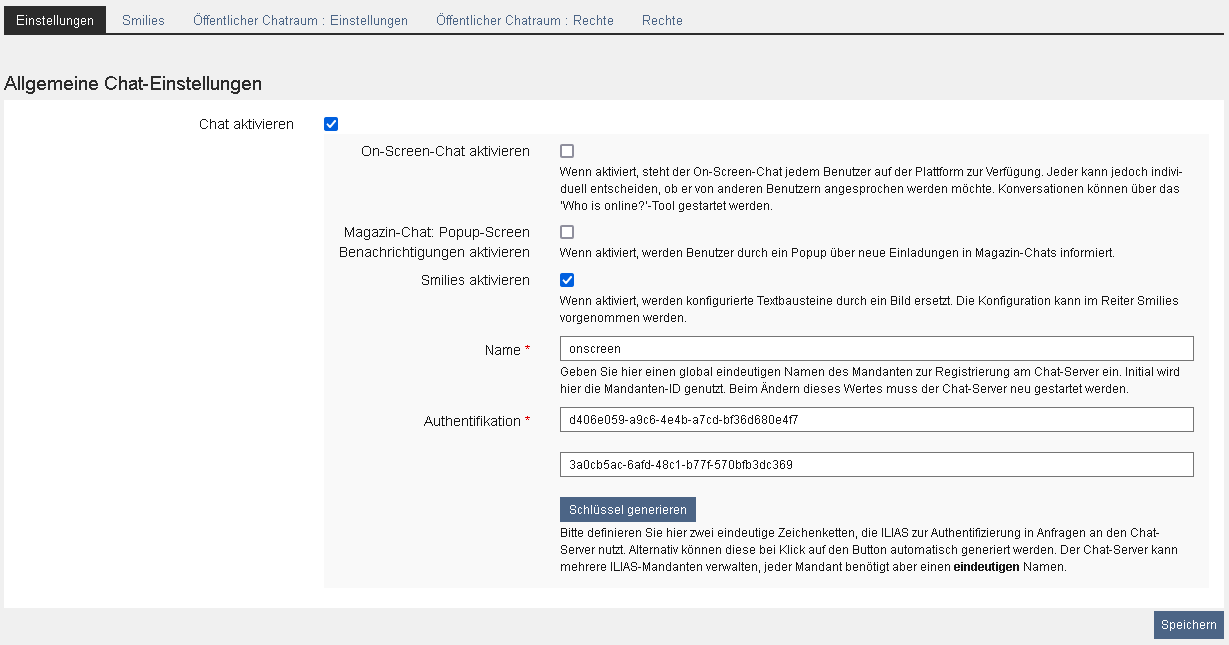 Einstellungen Smilies Öffentlicher Chatraum : Einstellungen Öffentlicher Chatraum : Rechte Rechte
Allgemeine Chat-Einstellungen
Chat aktivieren
On-Screen-Chat aktivieren
Wenn aktiviert, steht der On-Screen-Chat jedem Benutzer auf der Plattform zur Verfügung. Jeder kann jedoch indivi-
duell entscheiden, ob er von anderen Benutzern angesprochen werden möchte. Konversationen können über das
'Who is online?'-Tool gestartet werden.
Magazin-Chat: Popup-Screen
Benachrichtigungen aktivieren
Wenn aktiviert, werden Benutzer durch ein Popup über neue Einladungen in Magazin-Chats informiert.
Smilies aktivieren
Wenn aktiviert, werden konfigurierte Textbausteine durch ein Bild ersetzt. Die Konfiguration kann im Reiter Smilies
vorgenommen werden.
Name *
onscreen
Geben Sie hier einen global eindeutigen Namen des Mandanten zur Registrierung am Chat-Server ein. Initial wird
hier die Mandanten-ID genutzt. Beim Ändern dieses Wertes muss der Chat-Server neu gestartet werden.
Authentifikation *
d406e059-a9c6-4e4b-a7cd-bf36d680e4f7
3a0cb5ac-6afd-48c1-b77f-570bfb3dc369
Schlüssel generieren
Bitte definieren Sie hier zwei eindeutige Zeichenketten, die ILIAS zur Authentifizierung in Anfragen an den Chat-
Server nutzt. Alternativ können diese bei Klick auf den Button automatisch generiert werden. Der Chat-Server kann
mehrere ILIAS-Mandanten verwalten, jeder Mandant benötigt aber einen eindeutigen Namen.
Speichern